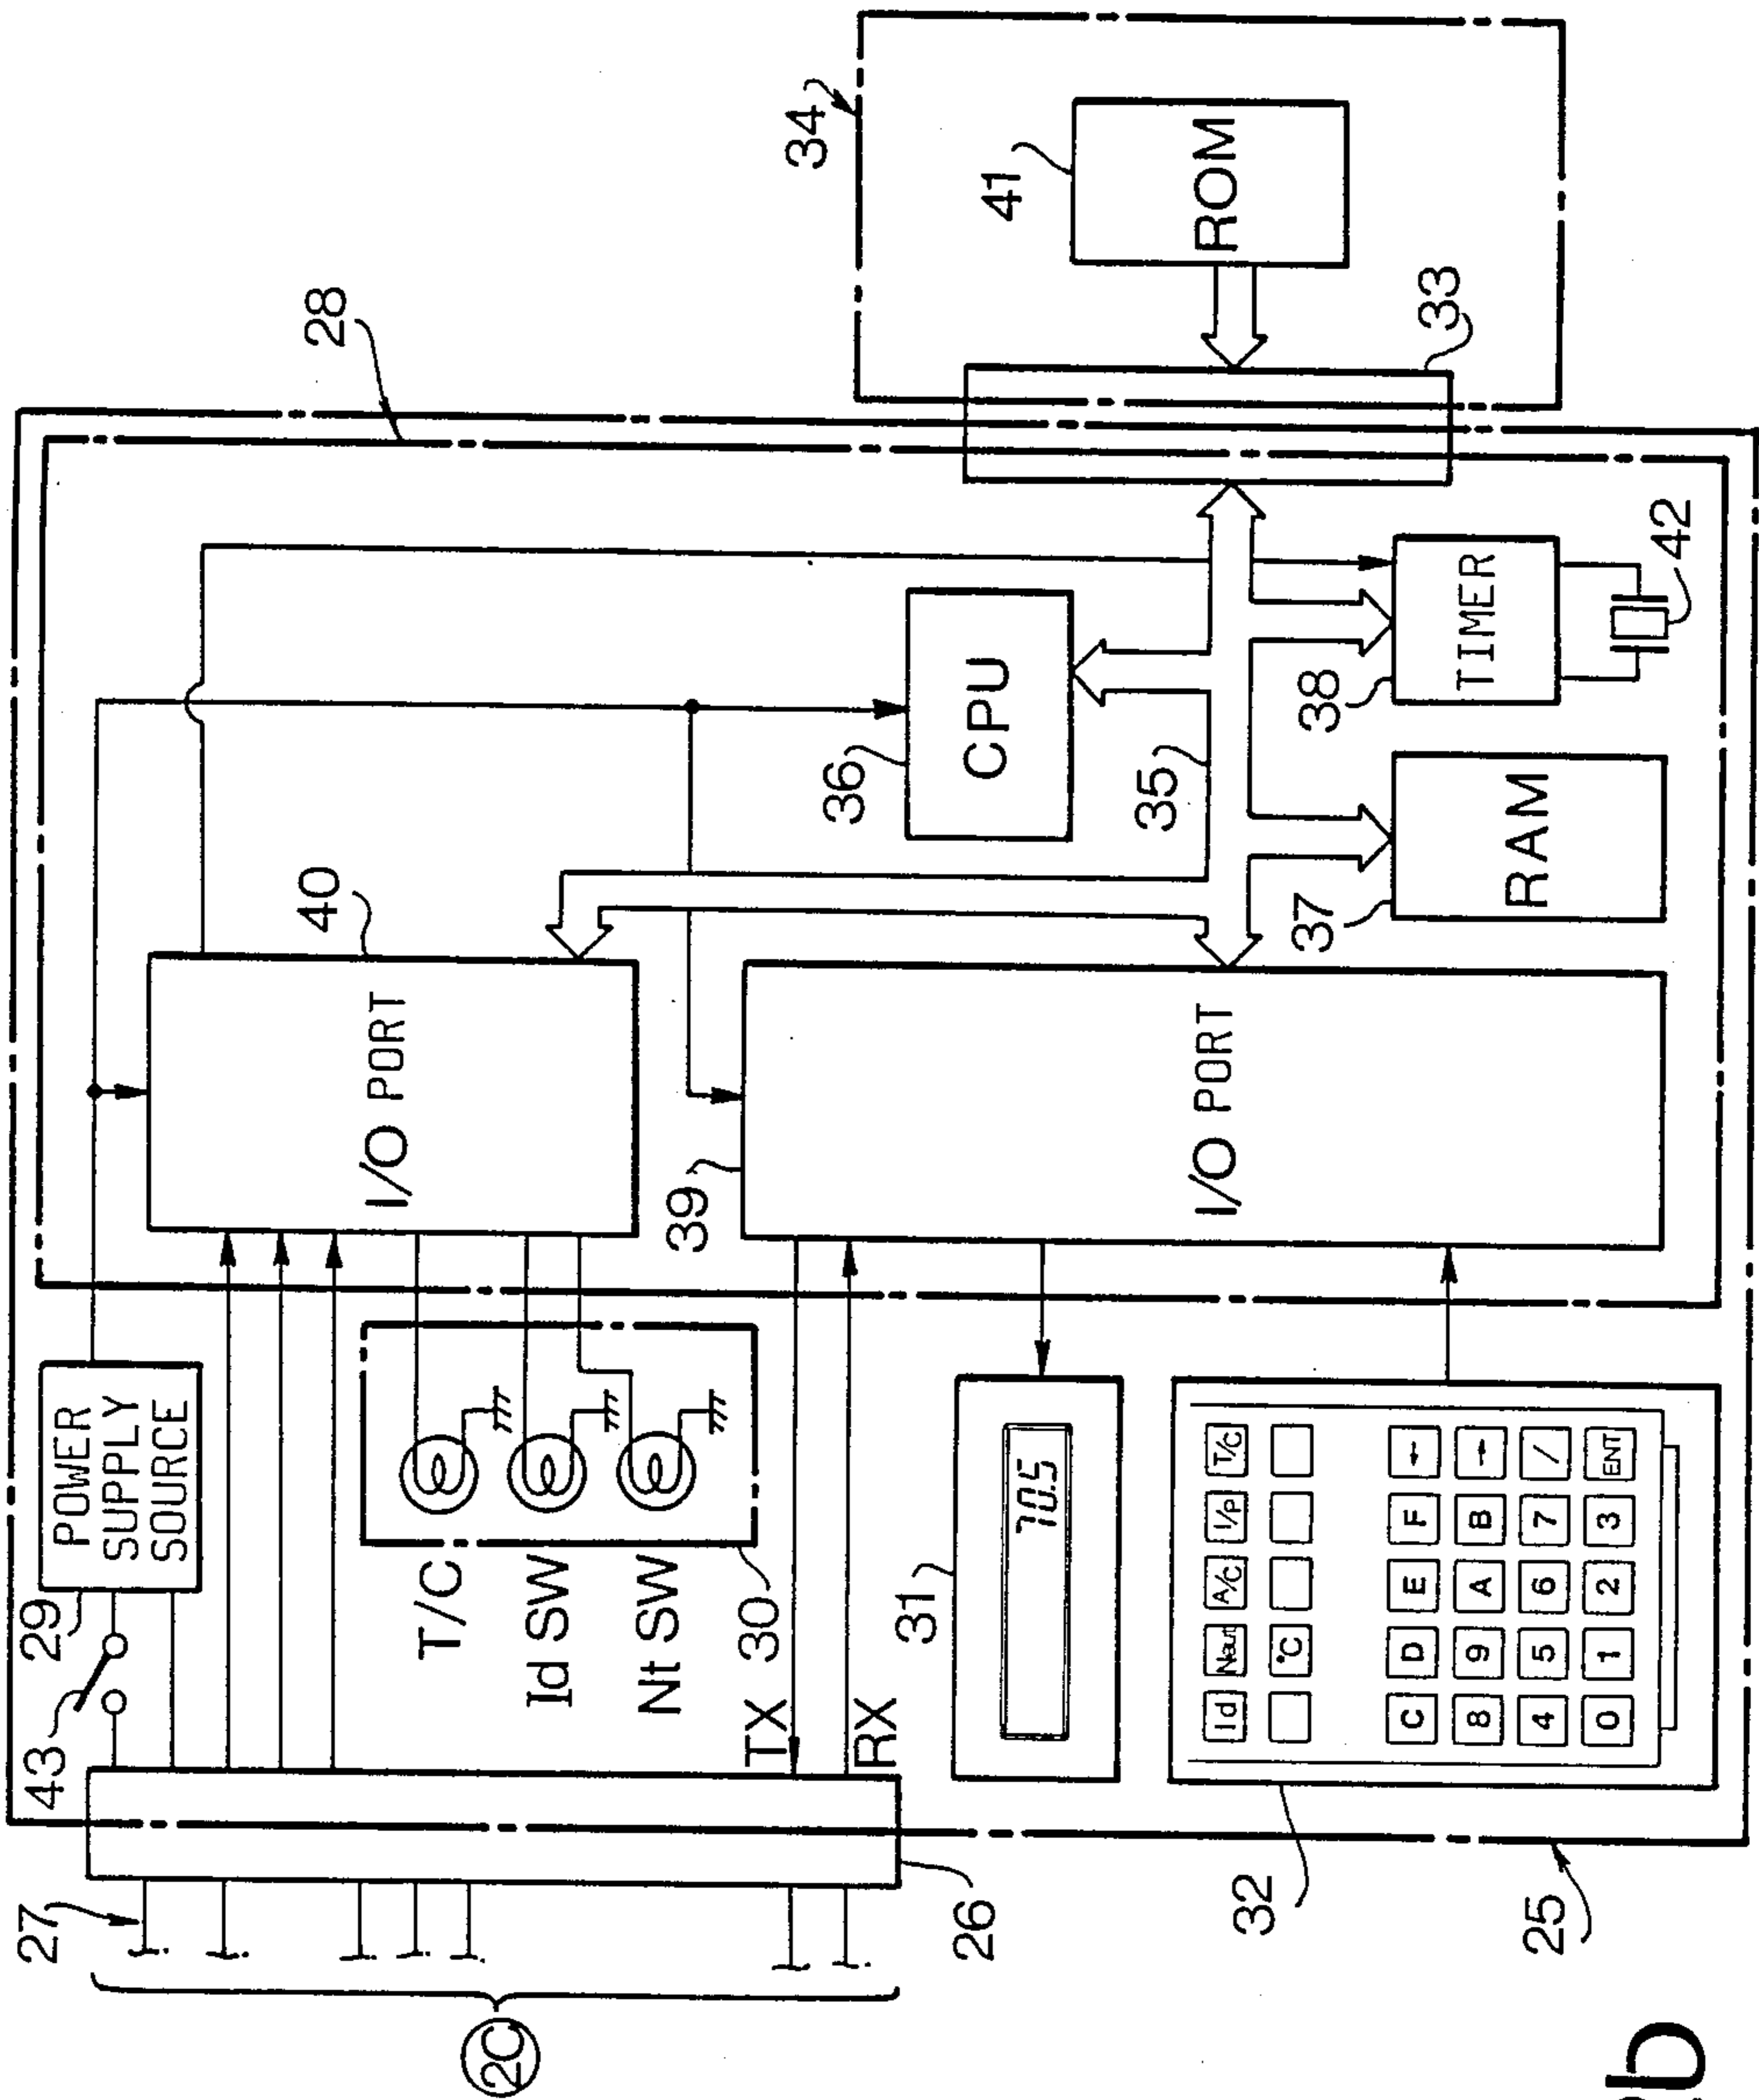 28
34
41
ROM
33
40
I/O PORT
36
CPU
35
38
TIMER
42
37
RAM
39
I/O PORT
43
29
POWER
SUPPLY
SOURCE
T/C
Id SW
Nt SW
30
TX
RX
27
2C
26
31
70.5
32
Id Neut A/C I/P T/C
°C
C D E F ←
8 9 A B →
4 5 6 7 /
0 1 2 3 ENT
25
b